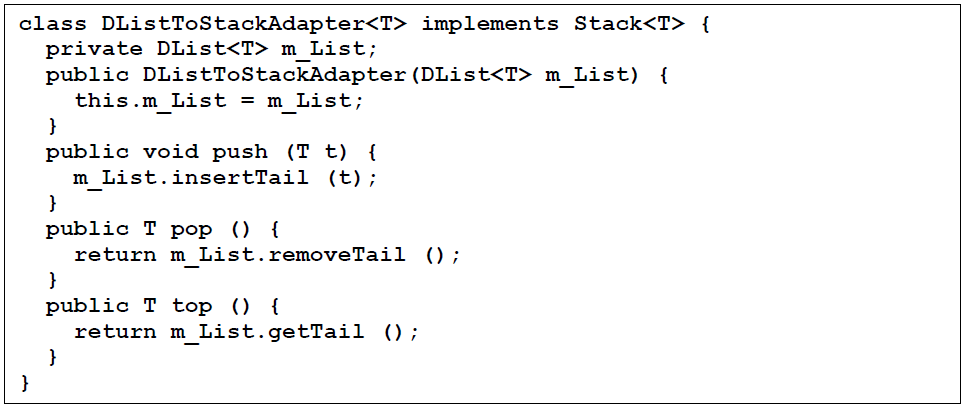 class DListToStackAdapter<T> implements Stack<T> {
private DList<T> m_List;
public DListToStackAdapter(DList<T> m_List) {
this.m_List = m_List;
}
public void push (T t) {
m_List.insertTail (t);
}
public T pop () {
return m_List.removeTail ();
}
public T top () {
return m_List.getTail ();
}
}